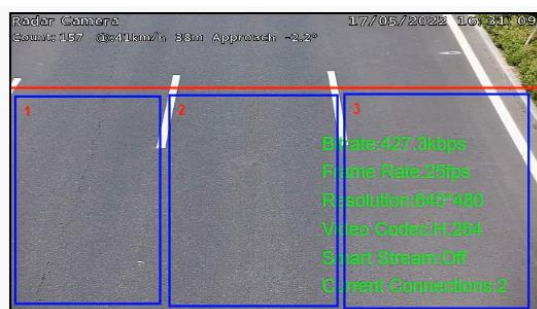 Radar Camera
17/05/2022 16:31:09
Count:157 @:41km/h 38m Approach -2.2°
1
2
3
Bitrate:427.3kbps
Frame Rate:25fps
Resolution:640*480
Video Codec:H.264
Smart Stream:Off
Current Connections:2